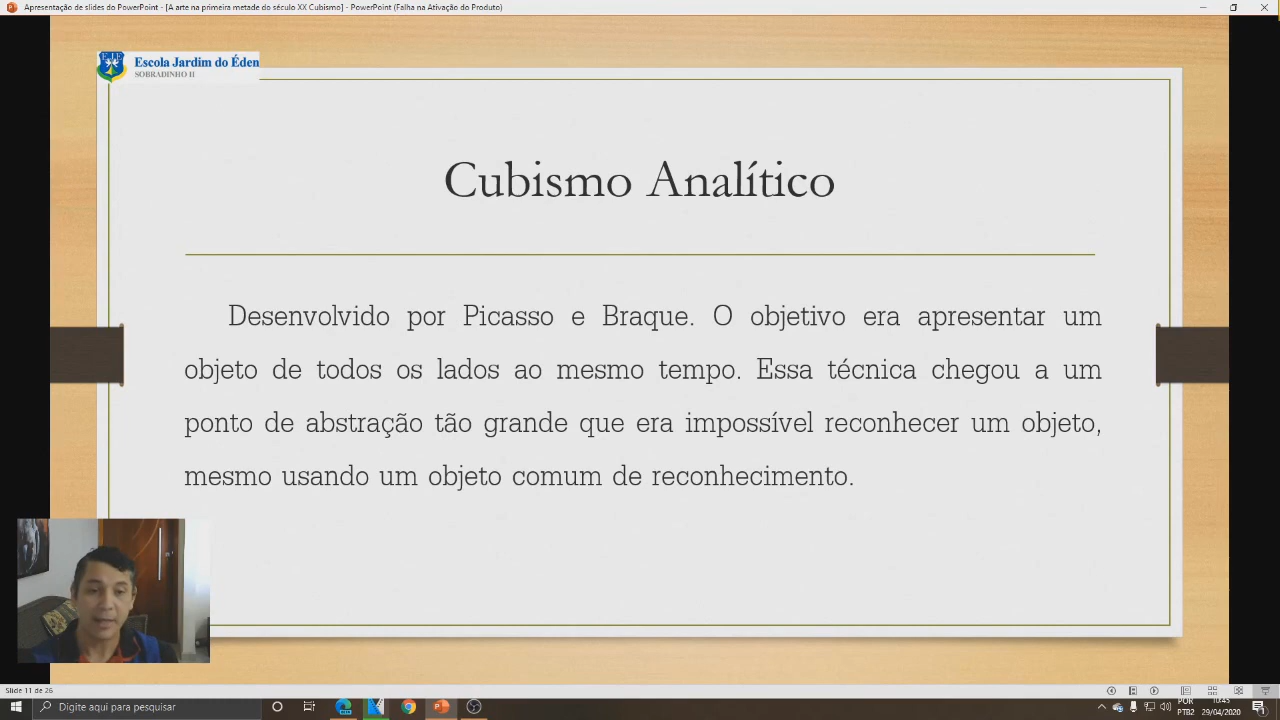 Apresentação de slides do PowerPoint - [A arte na primeira metade do século XX Cubismo] - PowerPoint (Falha na Ativação do Produto)
Escola Jardim do Éden
SOBRADINHO II
Cubismo Analítico
Desenvolvido por Picasso e Braque. O objetivo era apresentar um
objeto de todos os lados ao mesmo tempo. Essa técnica chegou a um
ponto de abstração tão grande que era impossível reconhecer um objeto,
mesmo usando um objeto comum de reconhecimento.
Slide 11 de 26
Digite aqui para pesquisar
POR
PTB2
10:45
29/04/2020